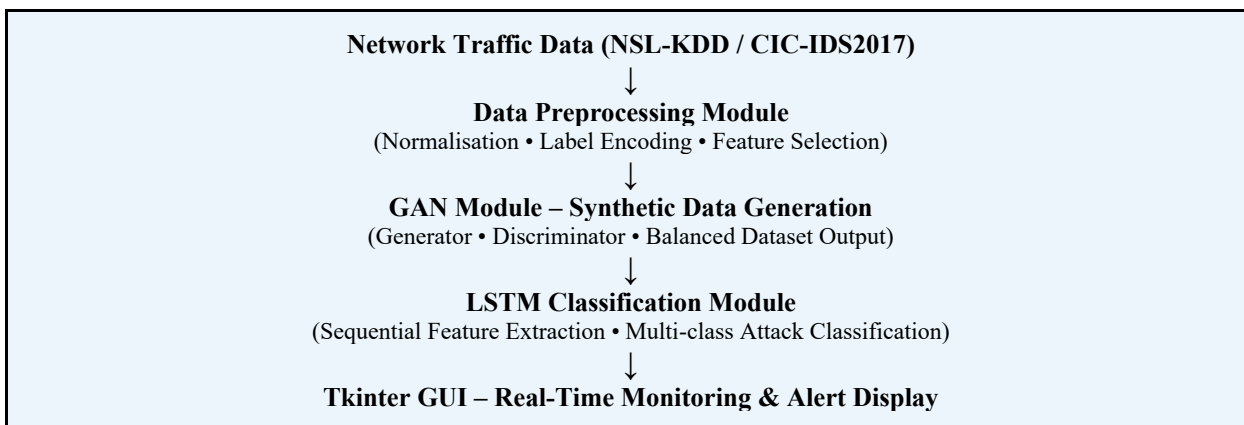 Network Traffic Data (NSL-KDD / CIC-IDS2017)
↓
Data Preprocessing Module
(Normalisation • Label Encoding • Feature Selection)
↓
GAN Module – Synthetic Data Generation
(Generator • Discriminator • Balanced Dataset Output)
↓
LSTM Classification Module
(Sequential Feature Extraction • Multi-class Attack Classification)
↓
Tkinter GUI – Real-Time Monitoring & Alert Display